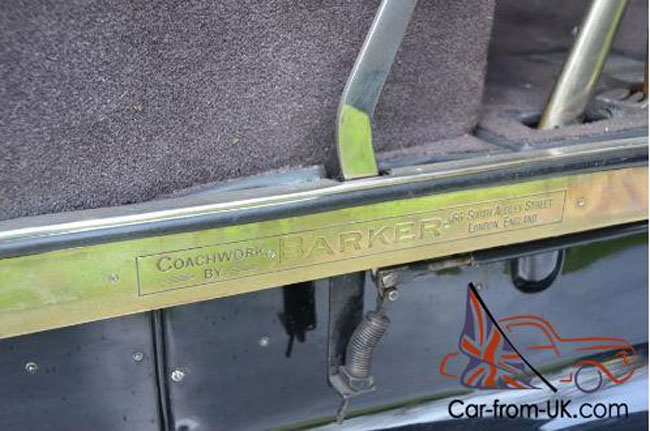 COACHWORK
BY
BARKER
66 SOUTH AUDLEY STREET
LONDON, ENGLAND
Car-from-UK.com